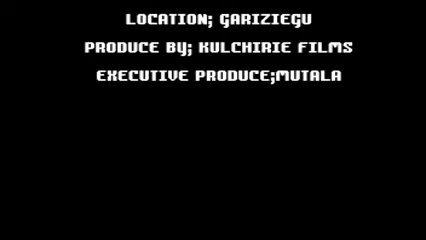 LOCATION; GARIZIEGU
PRODUCE BY; KULCHIRIE FILMS
EXECUTIVE PRODUCE;MUTALA